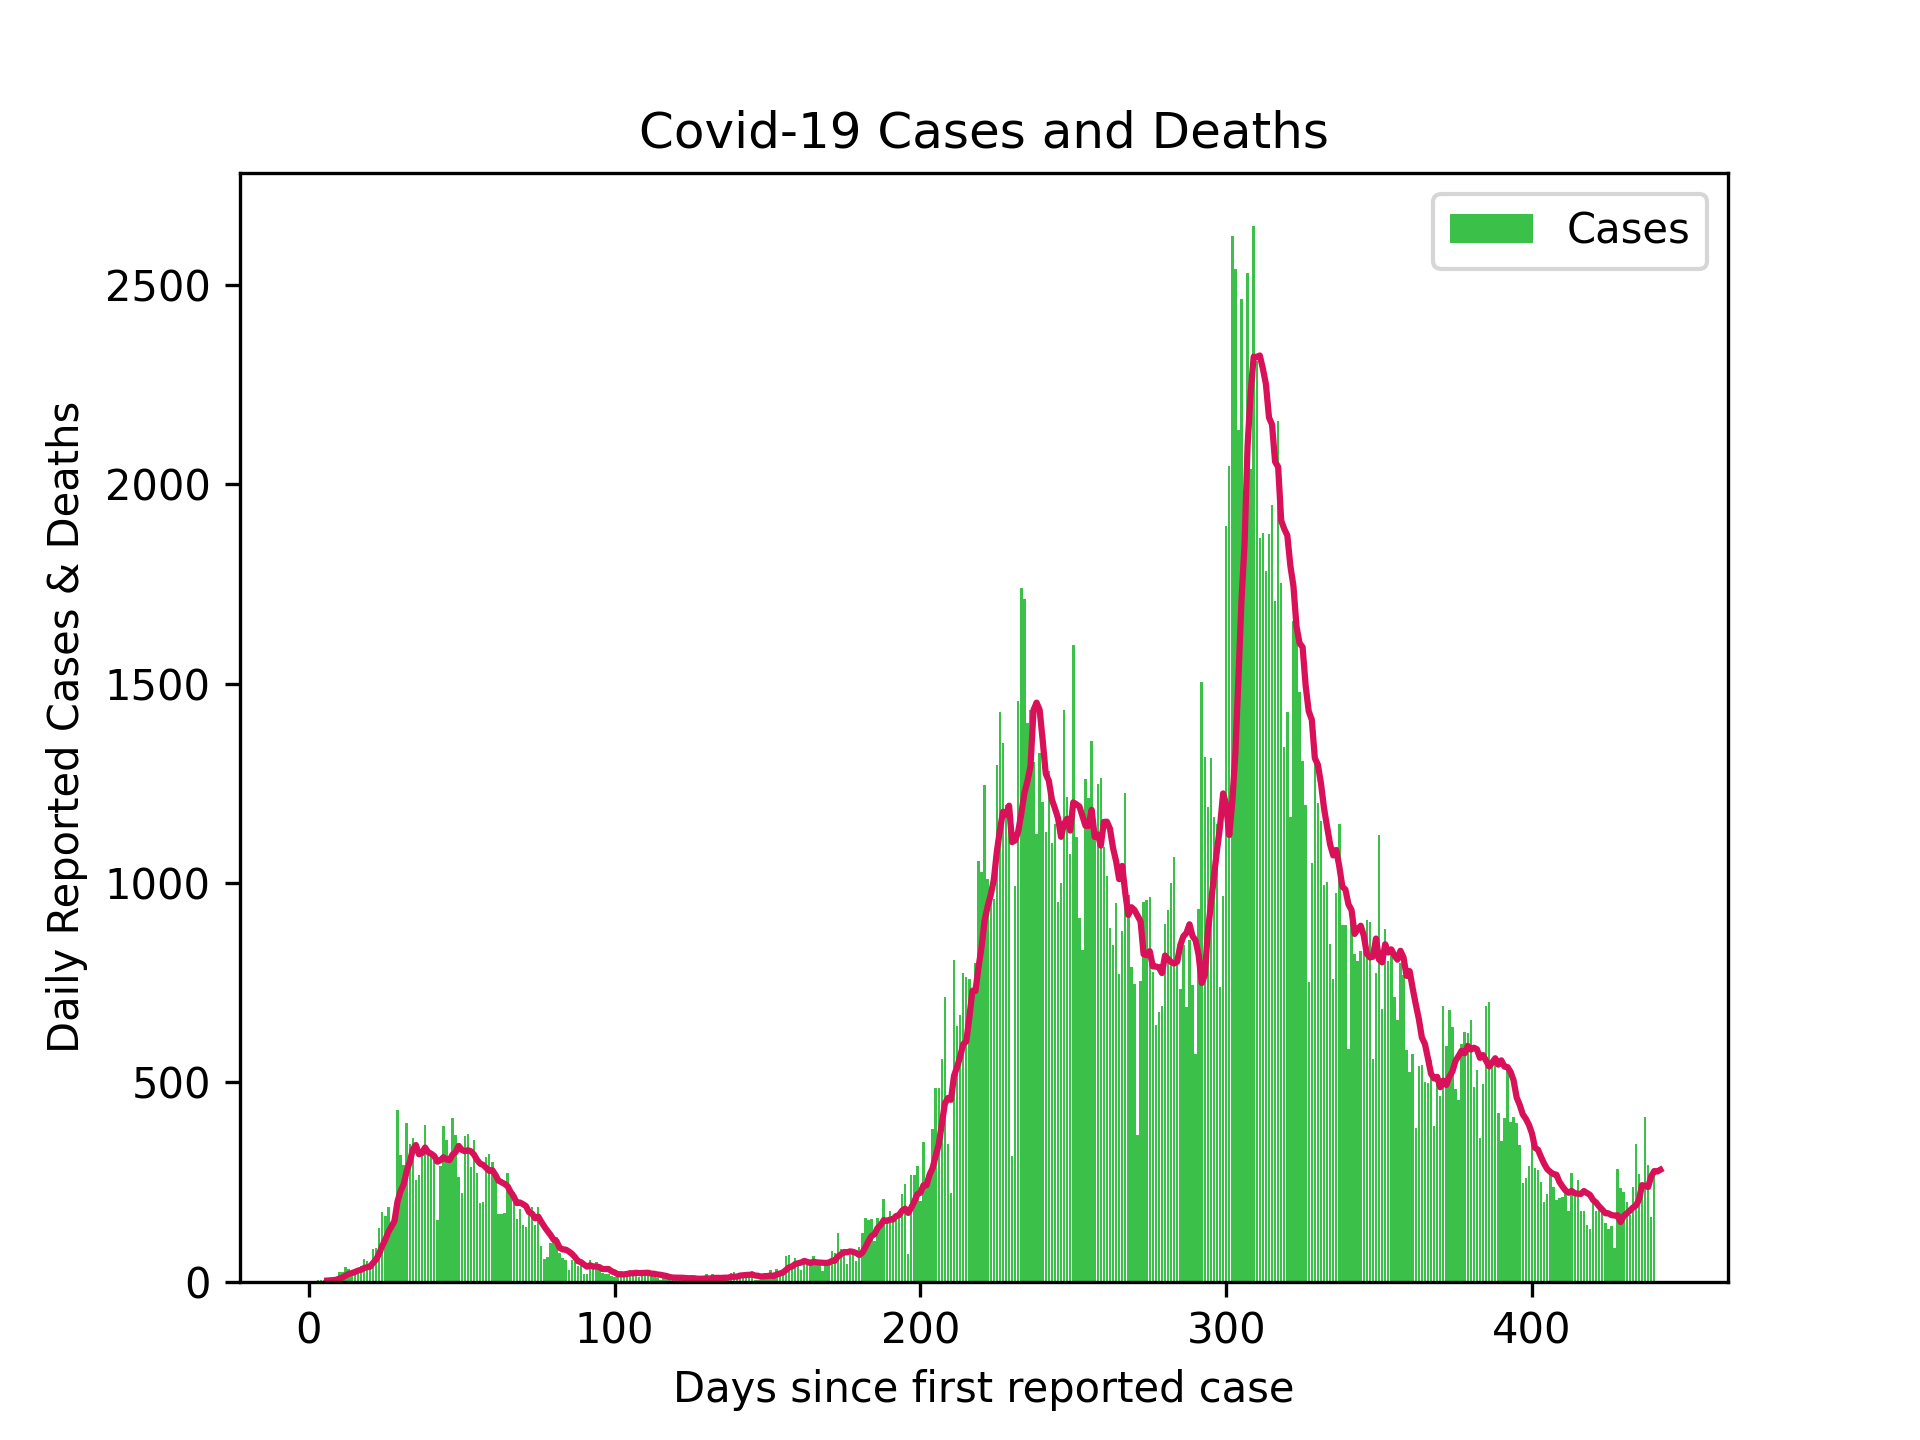 Covid-19 Cases and Deaths
Cases
Daily Reported Cases & Deaths
2500
2000
1500
1000
500
0
0 100 200 300 400
Days since first reported case